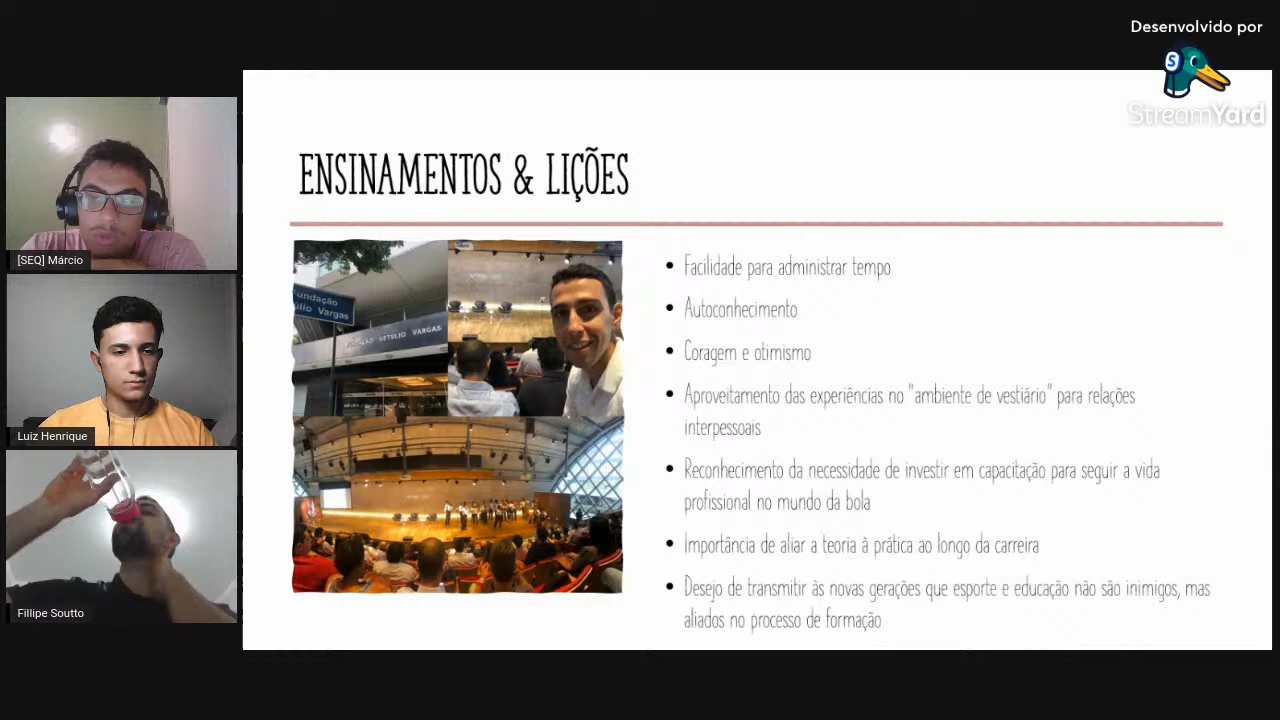 Desenvolvido por
StreamYard
[SEQ] Márcio
Luiz Henrique
Fillipe Soutto
ENSINAMENTOS & LIÇÕES
Fundação
Vargas
GETÚLIO VARGAS
• Facilidade para administrar tempo
• Autoconhecimento
• Coragem e otimismo
• Aproveitamento das experiências no "ambiente de vestiário" para relações
interpessoais
• Reconhecimento da necessidade de investir em capacitação para seguir a vida
profissional no mundo da bola
• Importância de aliar a teoria à prática ao longo da carreira
• Desejo de transmitir às novas gerações que esporte e educação não são inimigos, mas
aliados no processo de formação